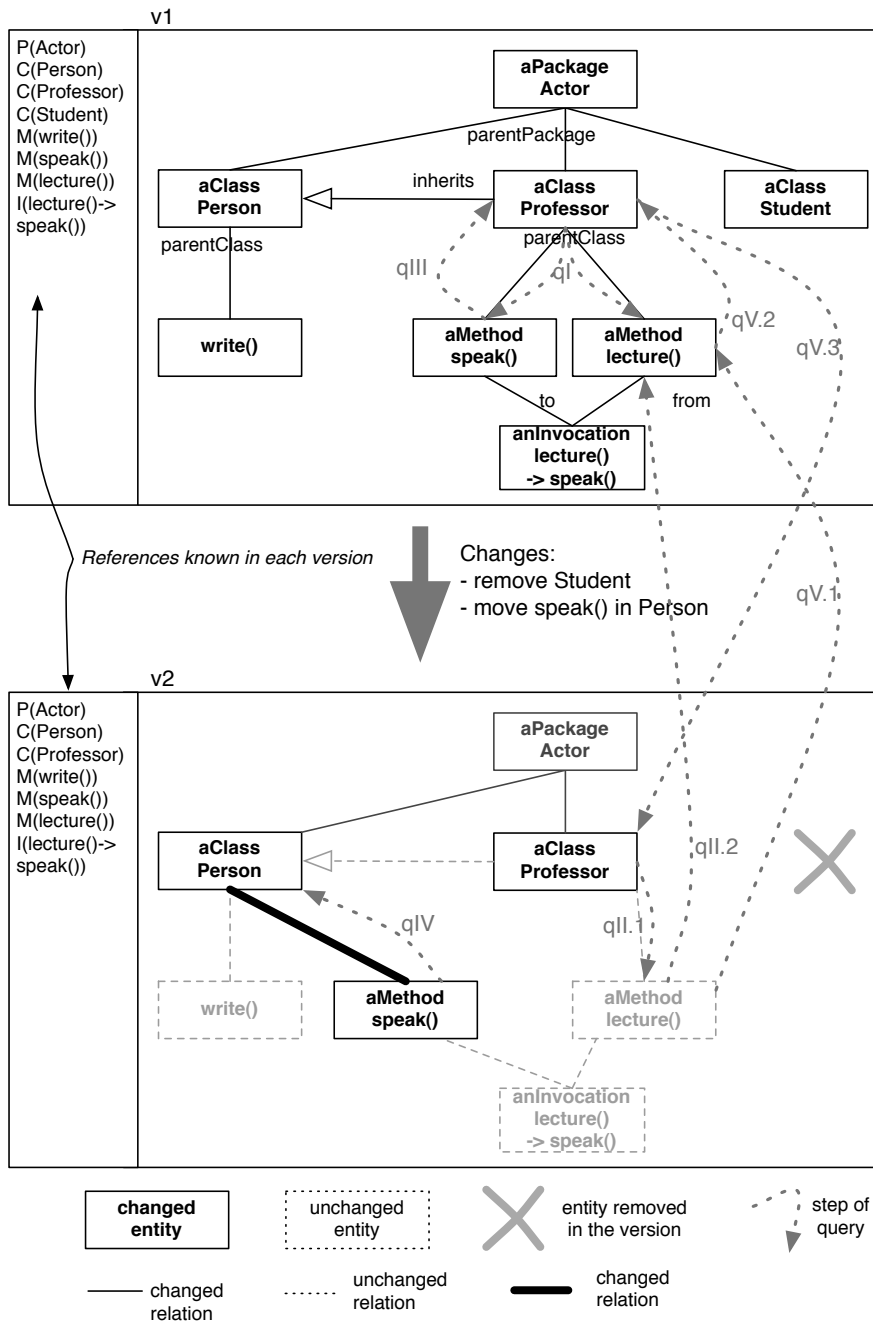 v1
P(Actor)
C(Person)
C(Professor)
C(Student)
M(write())
M(speak())
M(lecture())
I(lecture()->
speak())
aPackage
Actor
parentPackage
aClass
Person
inherits
aClass
Professor
aClass
Student
parentClass
parentClass
qIII
qI
qV.2
qV.3
write()
aMethod
speak()
aMethod
lecture()
to
from
anInvocation
lecture()
-> speak()
References known in each version
Changes:
- remove Student
- move speak() in Person
qV.1
v2
P(Actor)
C(Person)
C(Professor)
M(write())
M(speak())
M(lecture())
I(lecture()->
speak())
aPackage
Actor
aClass
Person
aClass
Professor
qII.2
qIV
qII.1
write()
aMethod
speak()
aMethod
lecture()
anInvocation
lecture()
-> speak()
changed
entity
unchanged
entity
entity removed
in the version
step of
query
changed
relation
unchanged
relation
changed
relation